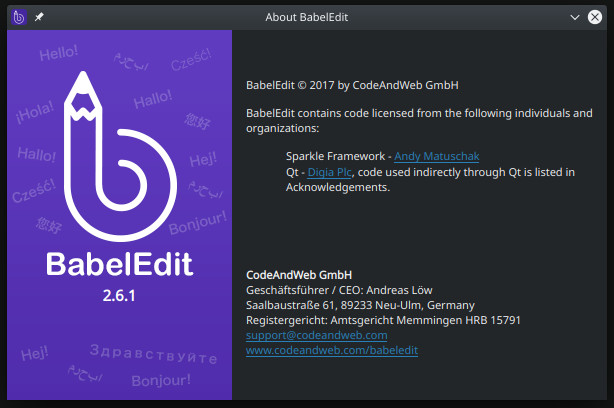 About BabelEdit
Hello!
Cześć!
¡Hola!
Hallo!
您好
Hallo!
Hej!
Cześć!
您好
Bonjour!
BabelEdit
2.6.1
Hej!
Здравствуйте
Bonjour!
BabelEdit © 2017 by CodeAndWeb GmbH
BabelEdit contains code licensed from the following individuals and
organizations:
Sparkle Framework - Andy Matuschak
Qt - Digia Plc, code used indirectly through Qt is listed in
Acknowledgements.
CodeAndWeb GmbH
Geschäftsführer / CEO: Andreas Löw
Saalbaustraße 61, 89233 Neu-Ulm, Germany
Registergericht: Amtsgericht Memmingen HRB 15791
support@codeandweb.com
www.codeandweb.com/babeledit